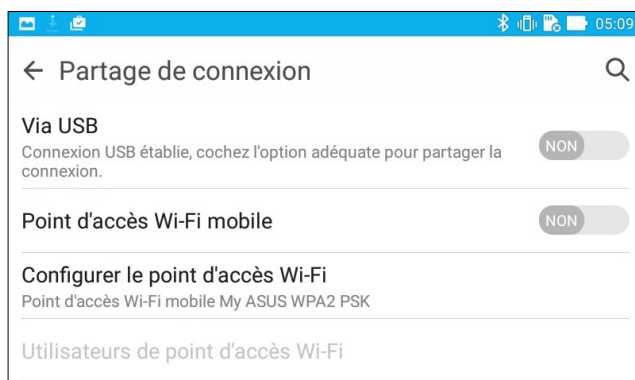 05:09
Partage de connexion
Via USB
Connexion USB établie, cochez l'option adéquate pour partager la
connexion.
NON
Point d'accès Wi-Fi mobile
NON
Configurer le point d'accès Wi-Fi
Point d'accès Wi-Fi mobile My ASUS WPA2 PSK
Utilisateurs de point d'accès Wi-Fi